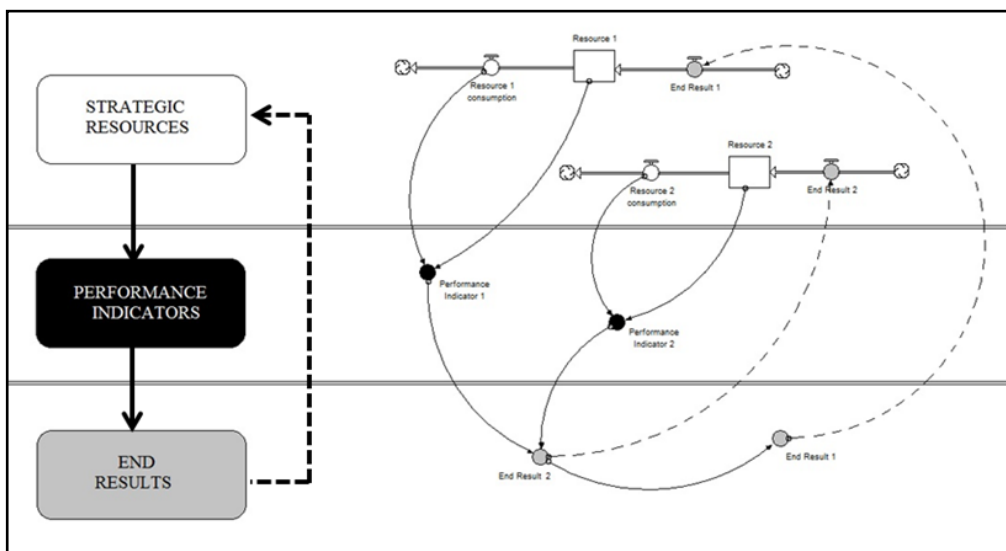 STRATEGIC
RESOURCES
PERFORMANCE
INDICATORS
END
RESULTS
Resource 1
Resource 1
consumption
End Result 1
Resource 2
Resource 2
consumption
End Result 2
Performance
Indicator 1
Performance
Indicator 2
End Result 2
End Result 1